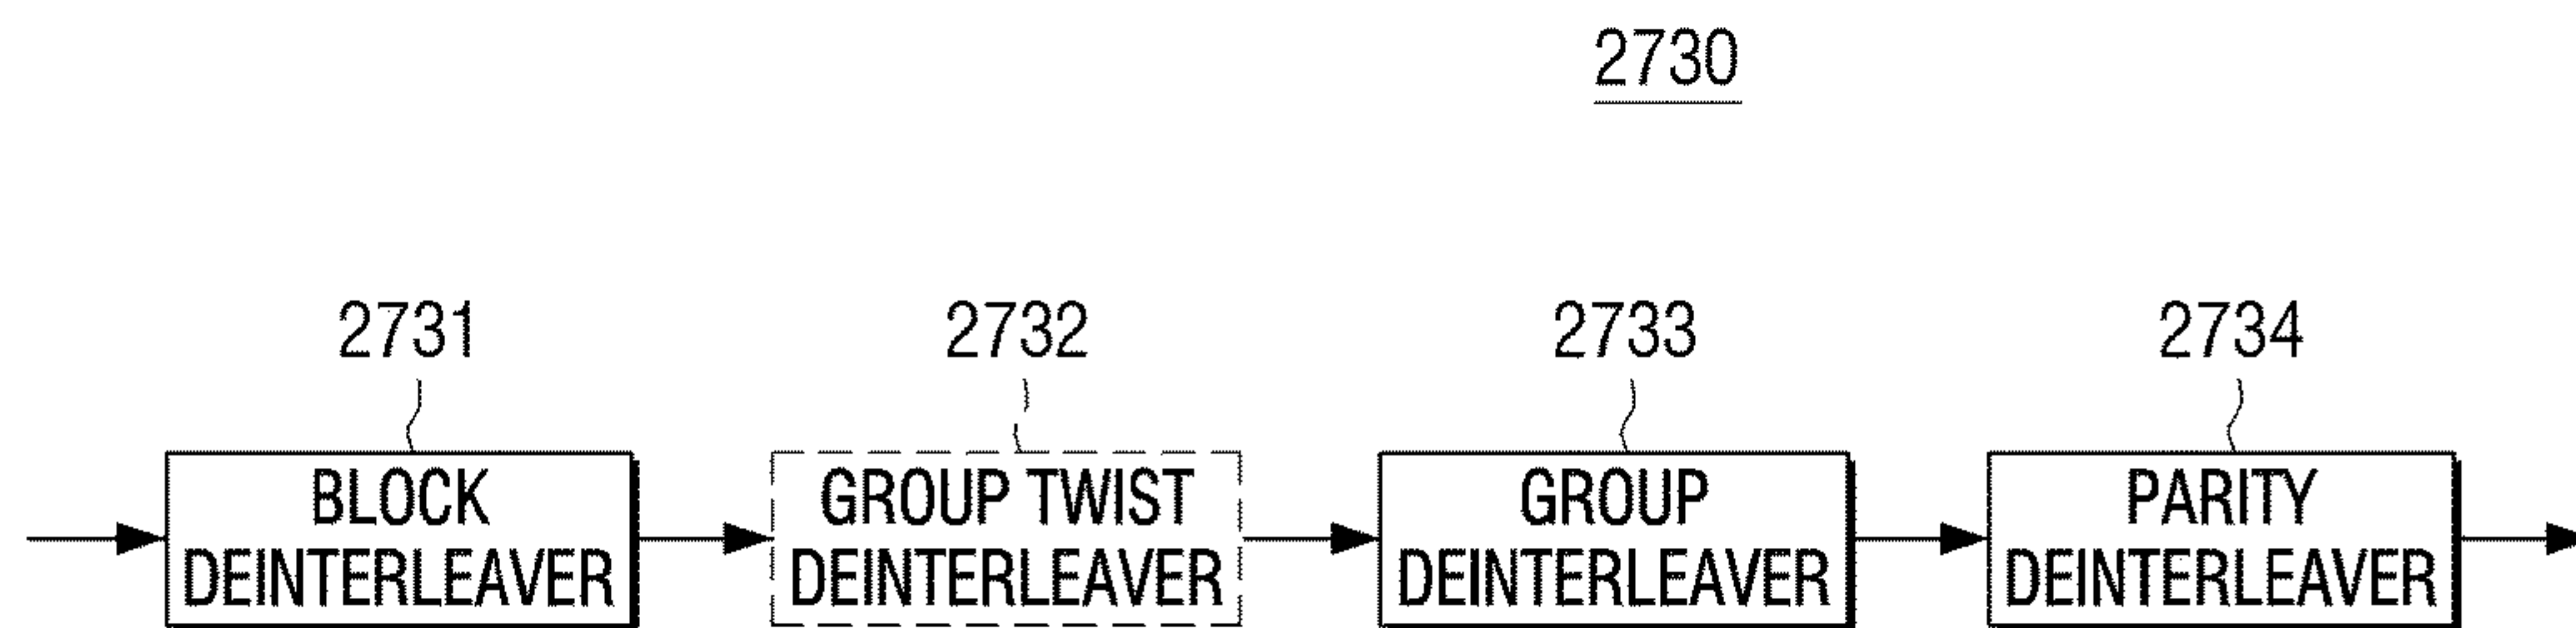 2730
2731
2732
2733
2734
BLOCK
DEINTERLEAVER
GROUP TWIST
DEINTERLEAVER
GROUP
DEINTERLEAVER
PARITY
DEINTERLEAVER